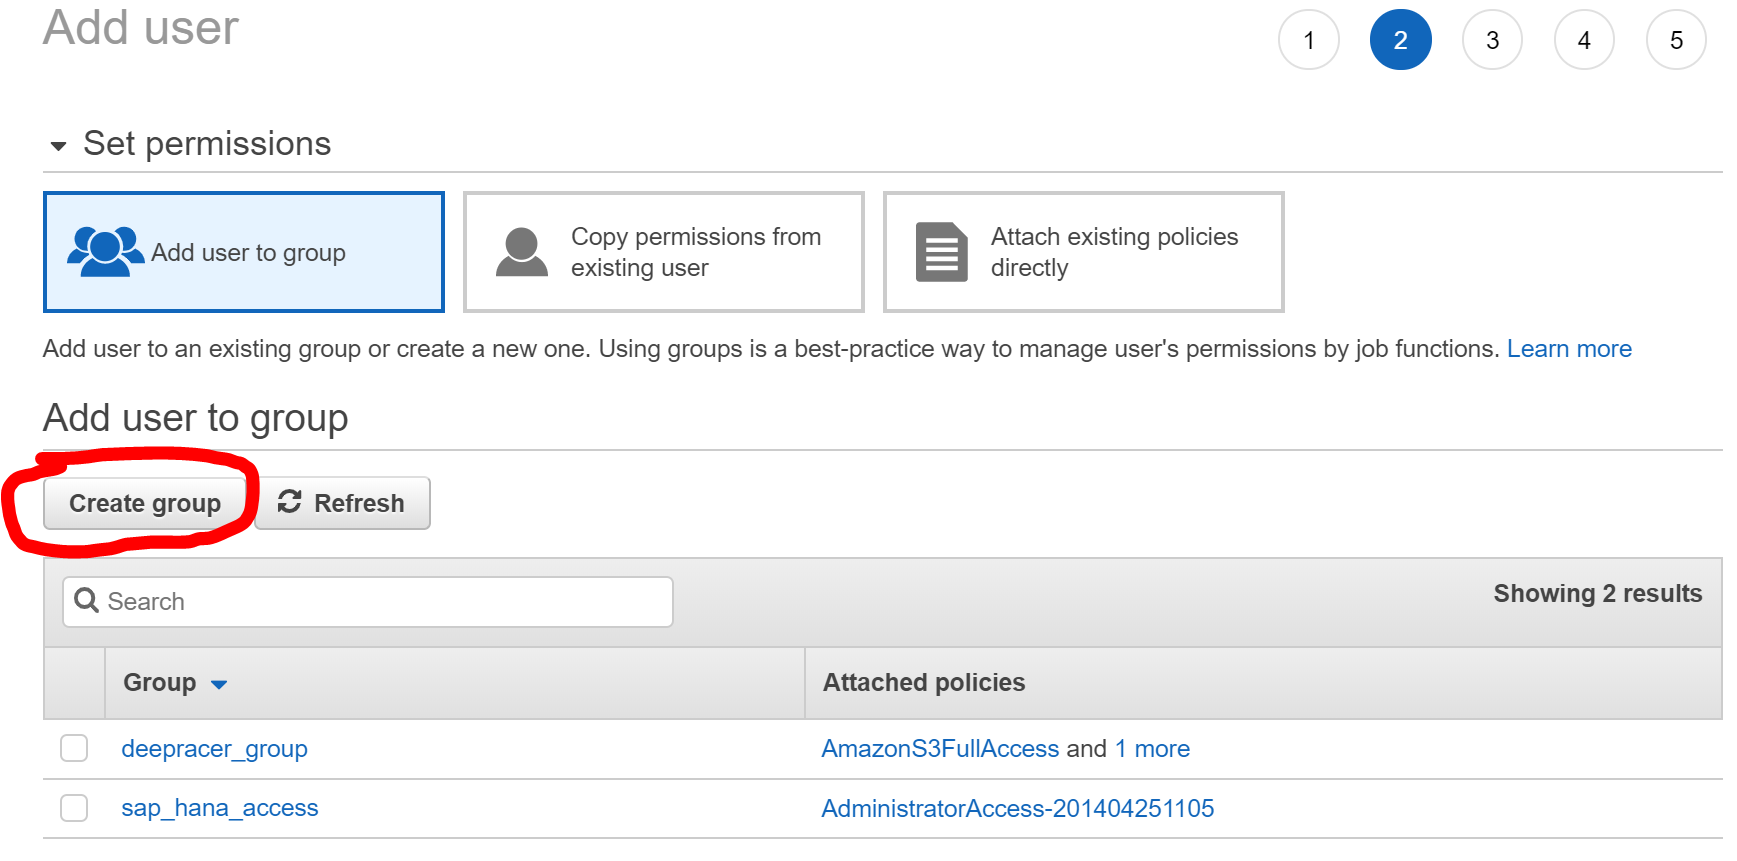 Add user
1 2 3 4 5
Set permissions
Add user to group
Copy permissions from
existing user
Attach existing policies
directly
Add user to an existing group or create a new one. Using groups is a best-practice way to manage user's permissions by job functions. Learn more
Add user to group
Create group Refresh
Search
Showing 2 results
Group Attached policies
deepracer_group AmazonS3FullAccess and 1 more
sap_hana_access AdministratorAccess-201404251105